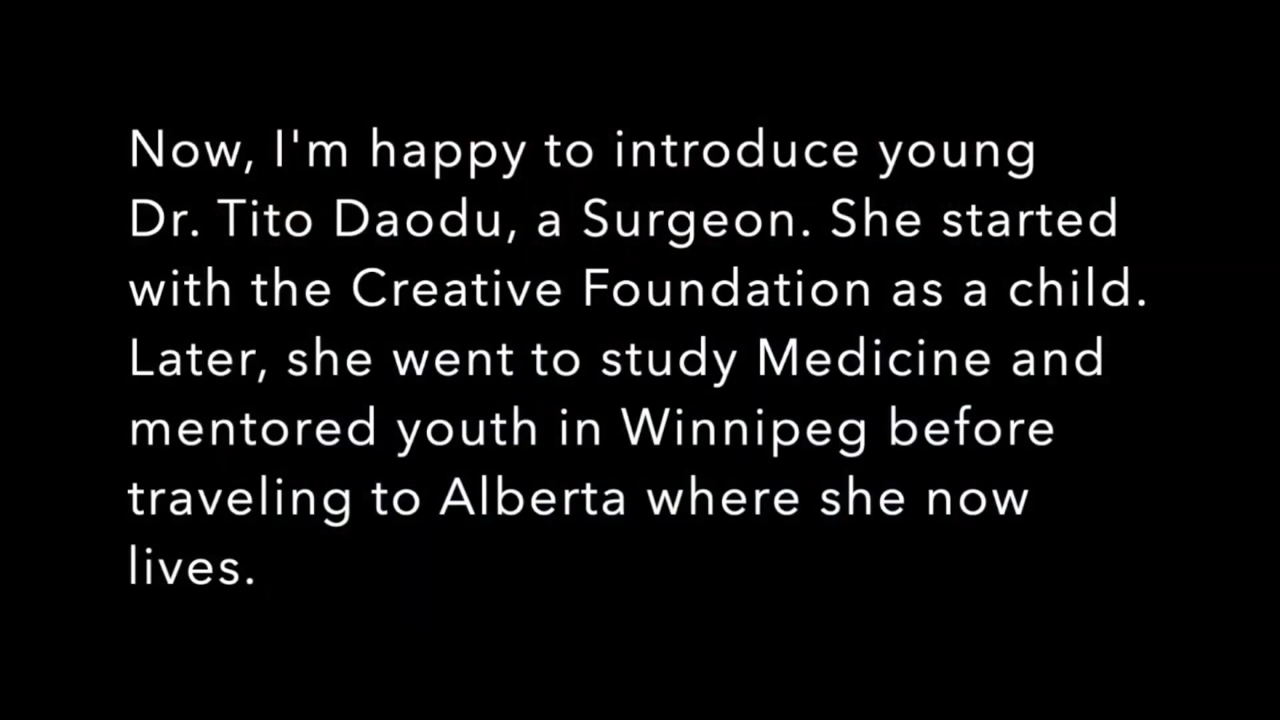 Now, I'm happy to introduce young
Dr. Tito Daodu, a Surgeon. She started
with the Creative Foundation as a child.
Later, she went to study Medicine and
mentored youth in Winnipeg before
traveling to Alberta where she now
lives.